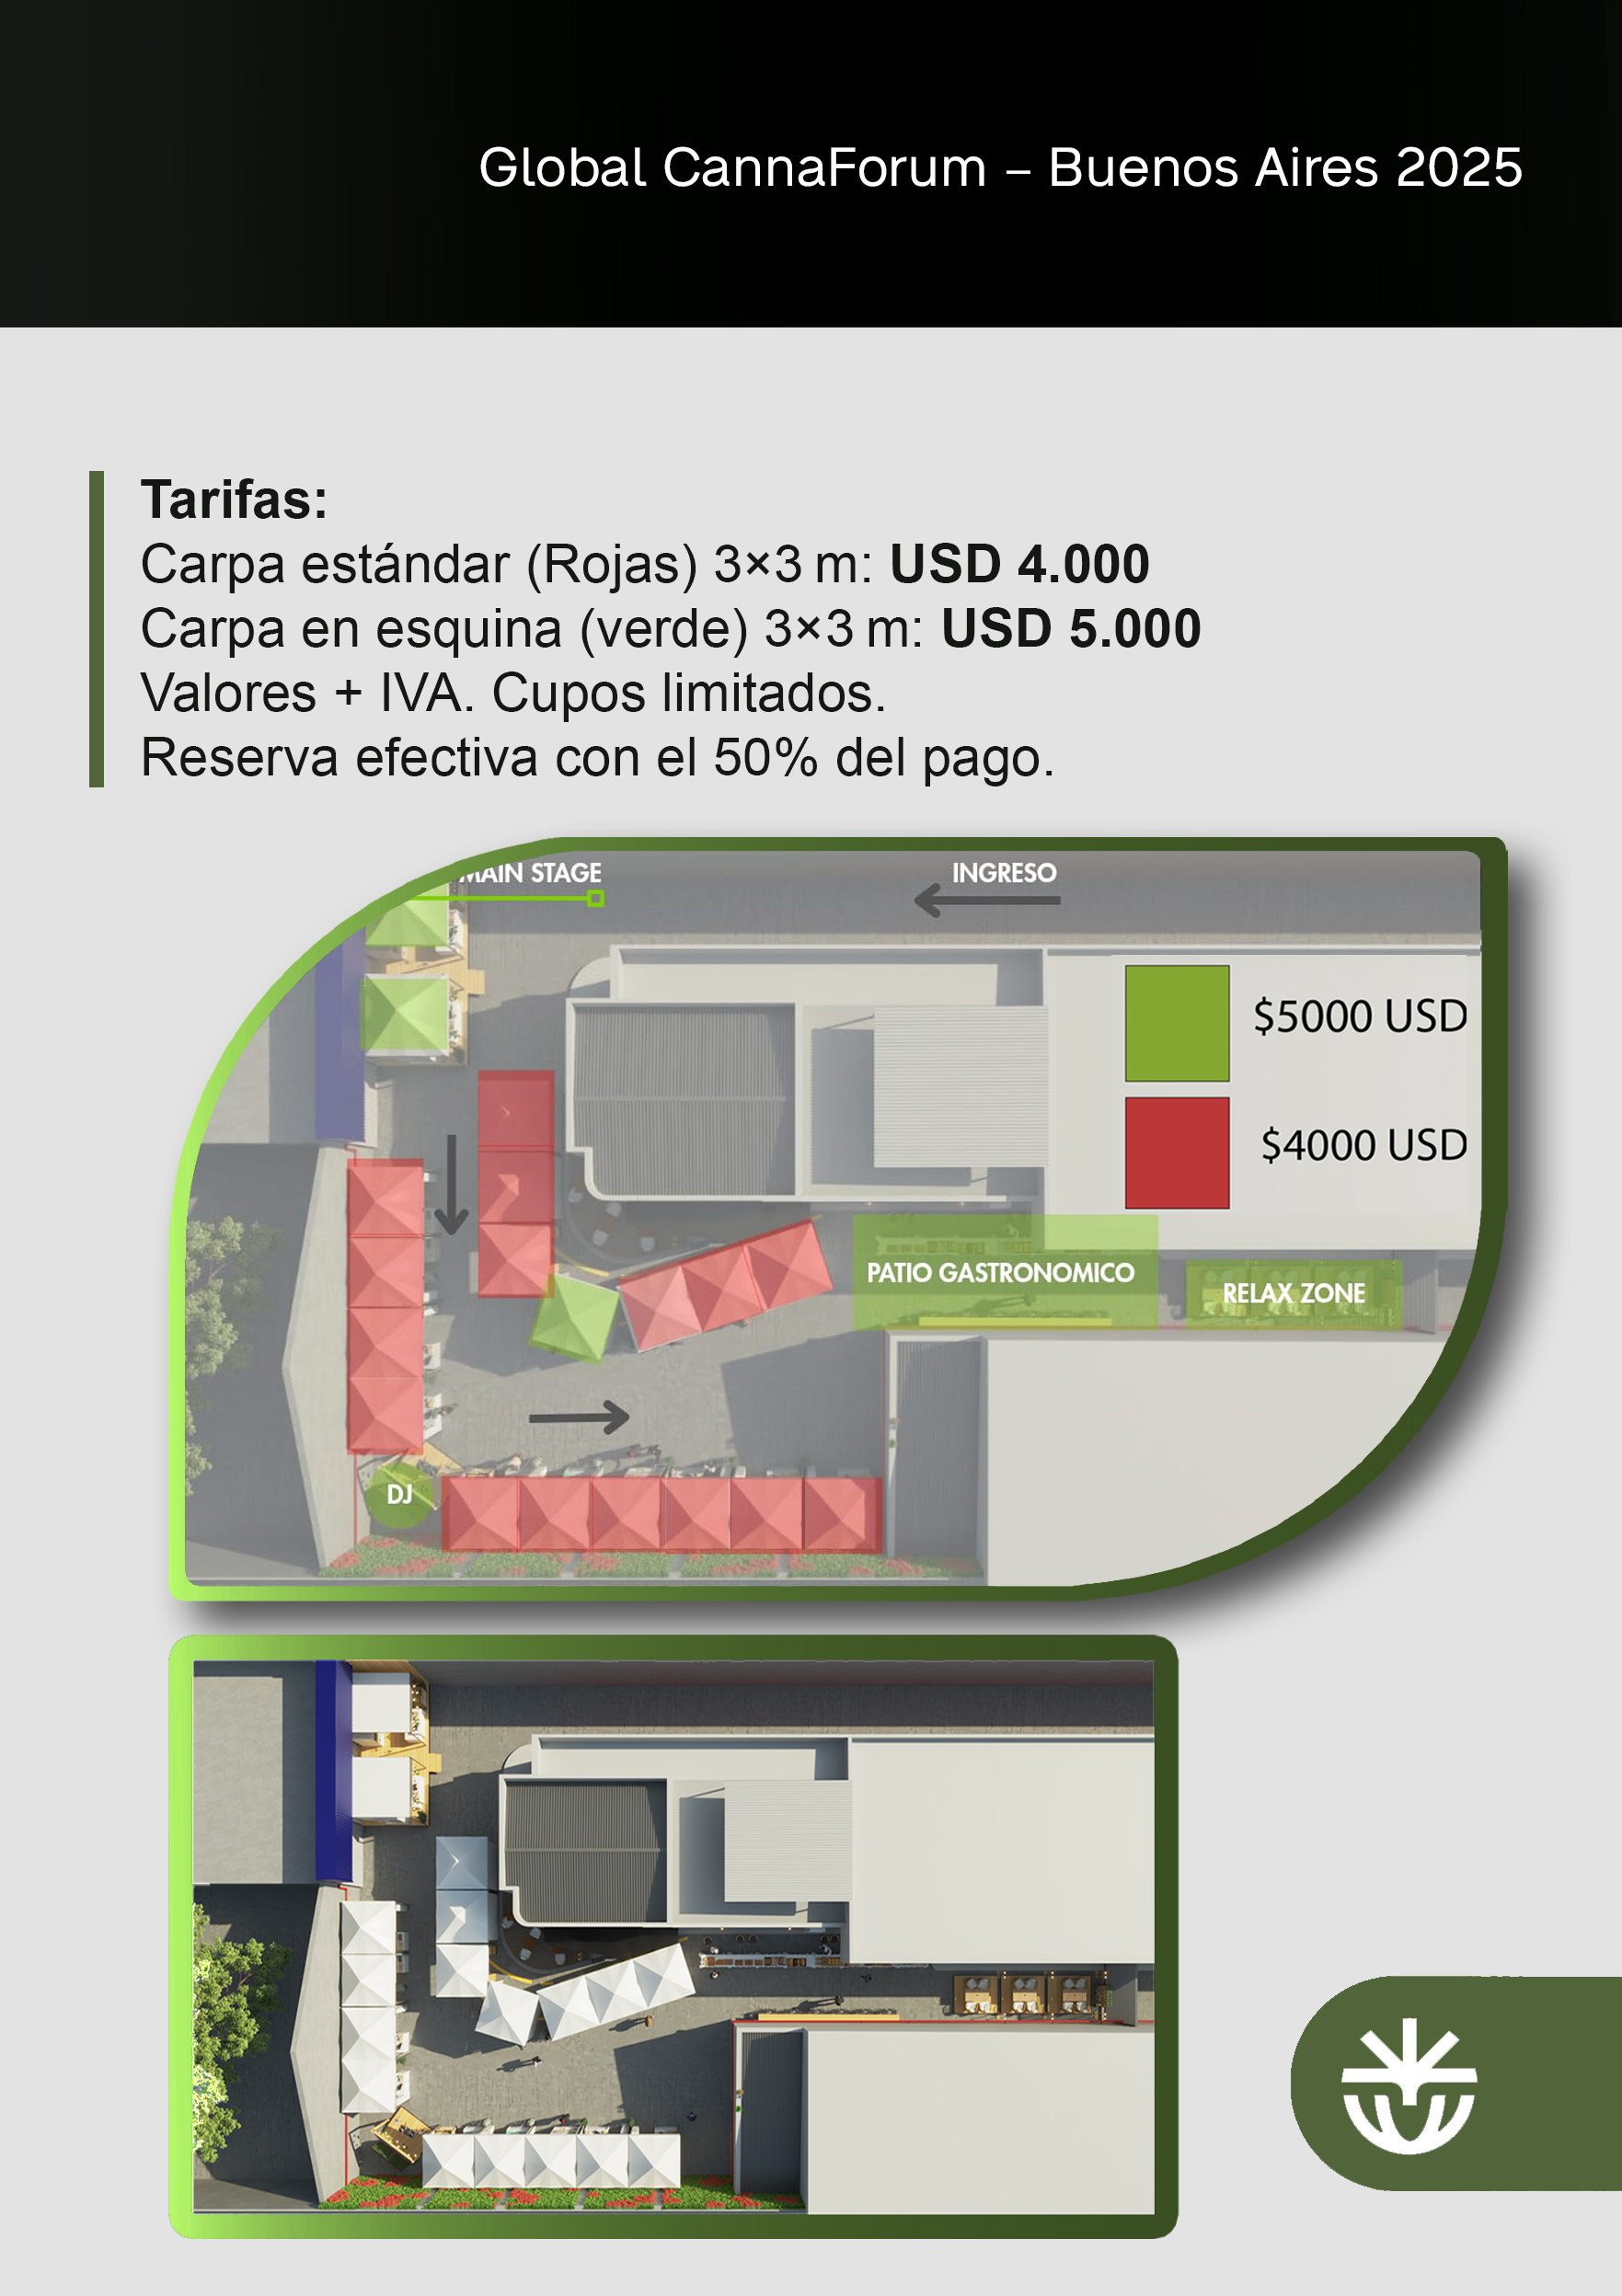 Global CannaForum – Buenos Aires 2025
Tarifas:
Carpa estándar (Rojas) 3×3 m: USD 4.000
Carpa en esquina (verde) 3×3 m: USD 5.000
Valores + IVA. Cupos limitados.
Reserva efectiva con el 50% del pago.
MAIN STAGE
INGRESO
$5000 USD
$4000 USD
PATIO GASTRONOMICO
RELAX ZONE
DJ